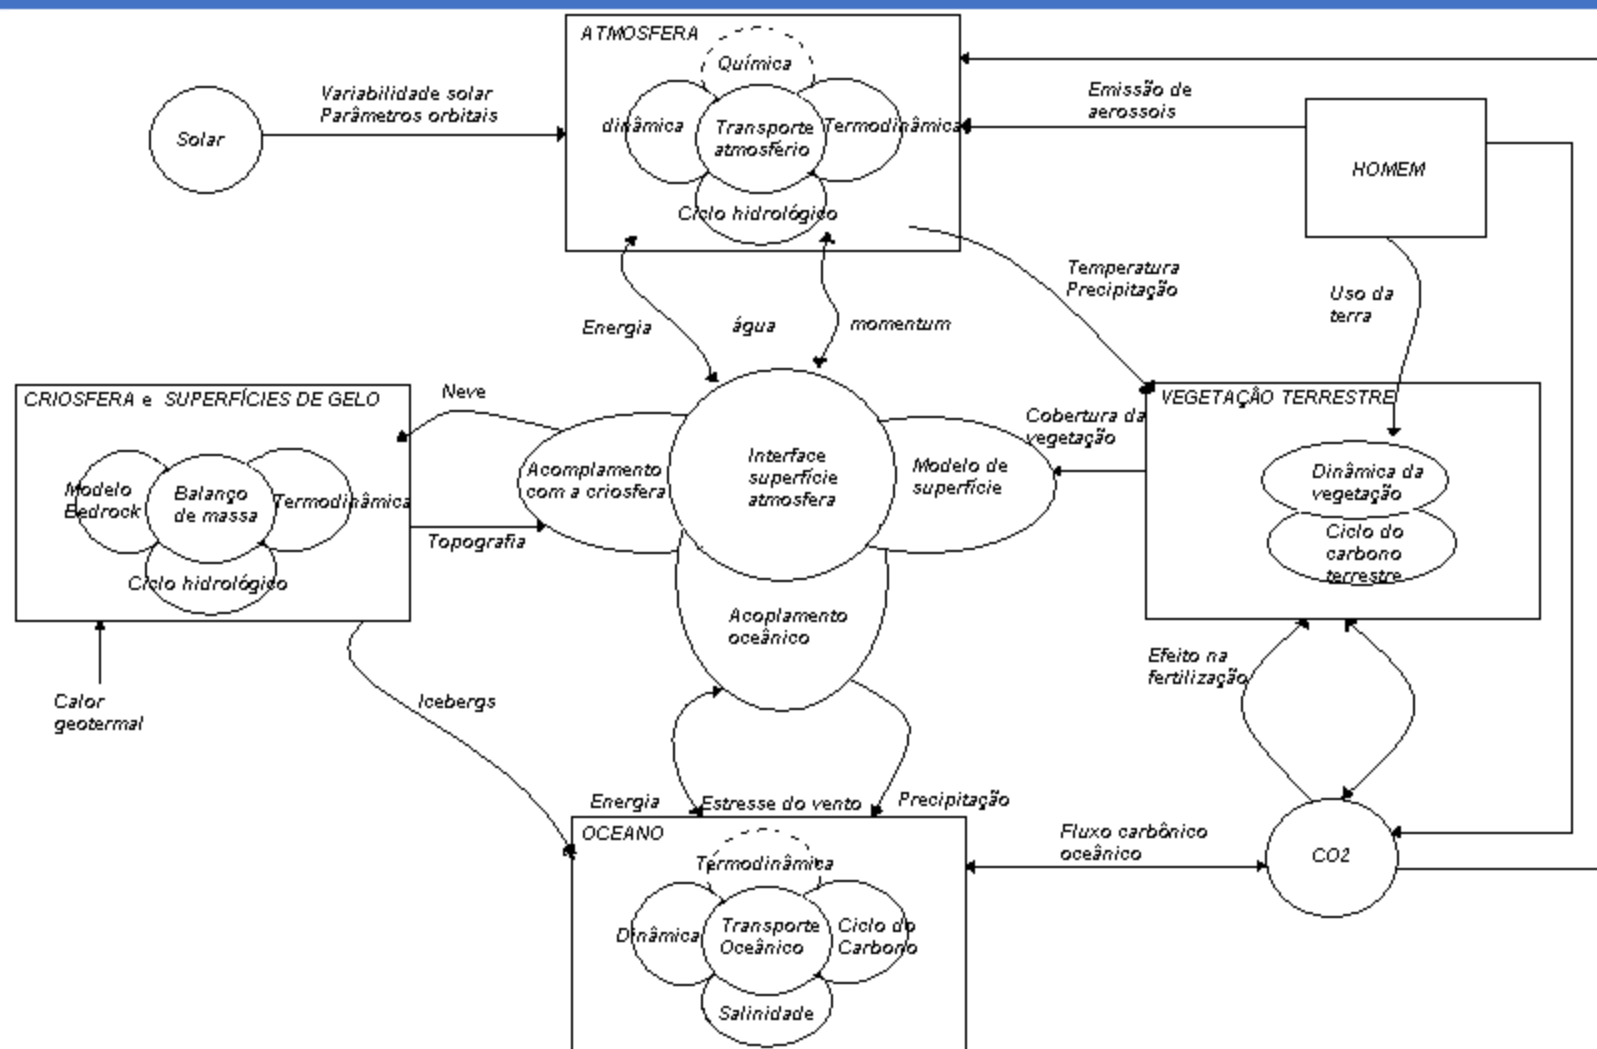 ATMOSFERA
Química
dinâmica
Transporte
atmosfério
Termodinâmica
Ciclo hidrológico
Variabilidade solar
Parâmetros orbitais
Solar
Emissão de
aerossois
HOMEM
Temperatura
Precipitação
Uso da
terra
Energia
água
momentum
CRIOSFERA e SUPERFÍCIES DE GELO
Modelo
Bedrock
Balanço
de massa
Termodinâmica
Ciclo hidrológico
Neve
Topografia
Acomplamento
com a criosfera
Interface
superfície
atmosfera
Modelo de
superfície
Cobertura da
vegetação
VEGETAÇÂO TERRESTRE
Dinâmica da
vegetação
Ciclo do
carbono
terrestre
Acoplamento
oceânico
Calor
geotermal
Icebergs
Efeito na
fertilização
Energia
Estresse do vento
Precipitação
OCEANO
Termodinâmica
Dinâmica
Transporte
Oceânico
Ciclo do
Carbono
Salinidade
Fluxo carbônico
oceânico
CO2